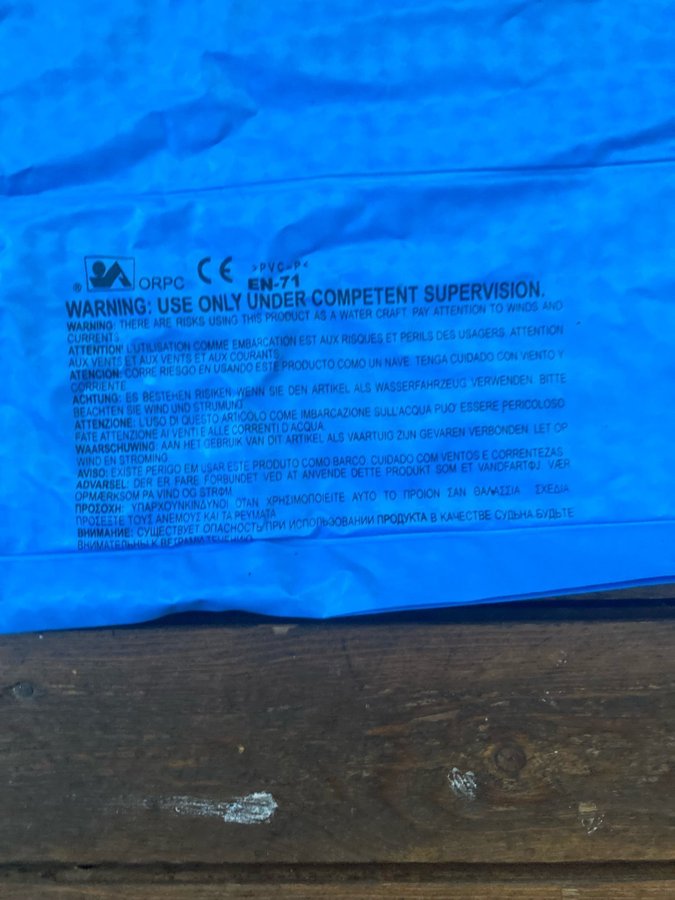 ® ORPC CE >PVC-P<
EN-71
WARNING: USE ONLY UNDER COMPETENT SUPERVISION.
WARNING: THERE ARE RISKS USING THIS PRODUCT AS A WATER CRAFT PAY ATTENTION TO WINDS AND
CURRENTS
ATTENTION: L'UTILISATION COMME EMBARCATION EST AUX RISQUES ET PERILS DES USAGERS. ATTENTION
AUX VENTS ET AUX VENTS ET AUX COURANTS
ATENCION: CORRE RIESGO EN USANDO ESTE PRODUCTO COMO UN NAVE. TENGA CUIDADO CON VIENTO Y
CORRIENTE
ACHTUNG: ES BESTEHEN RISIKEN, WENN SIE DEN ARTIKEL ALS WASSERFAHRZEUG VERWENDEN. BITTE
BEACHTEN SIE WIND UND STRUMUNG
ATTENZIONE: L'USO DI QUESTO ARTICOLO COME IMBARCAZIONE SULL'ACQUA PUO' ESSERE PERICOLOSO
FATE ATTENZIONE AI VENTI E ALLE CORRENTI D'ACQUA
WAARSCHUWING: AAN HET GEBRUIK VAN DIT ARTIKEL ALS VAARTUIG ZIJN GEVAREN VERBONDEN. LET OP
WIND EN STROMING
AVISO: EXISTE PERIGO EM USAR ESTE PRODUTO COMO BARCO. CUIDADO COM VENTOS E CORRENTEZAS
ADVARSEL: DER ER FARE FORBUNDET VED AT ANVENDE DETTE PRODUKT SOM ET VANDFARTØJ. VÆR
OPMÆRKSOM PA VIND OG STRØM
ΠΡΟΣΟΧΗ: ΥΠΑΡΧΟΥΝΚΙΝΔΥΝΟΙ ΟΤΑΝ ΧΡΗΣΙΜΟΠΟΙΕΙΤΕ ΑΥΤΟ ΤΟ ΠΡΟΙΟΝ ΣΑΝ ΘΑΛΑΣΣΙΑ ΣΧΕΔΙΑ
ΠΡΟΣΕΞΤΕ ΤΟΥΣ ΑΝΕΜΟΥΣ ΚΑΙ ΤΑ ΡΕΥΜΑΤΑ
ВНИМАНИЕ: СУЩЕСТВУЕТ ОПАСНОСТЬ ПРИ ИСПОЛЬЗОВАНИИ ПРОДУКТА В КАЧЕСТВЕ СУДЬНА БУДЬТЕ
ВНИМАТЕЛЬНЫ К ВЕТРАМИ ТЕЧЕНИЮ